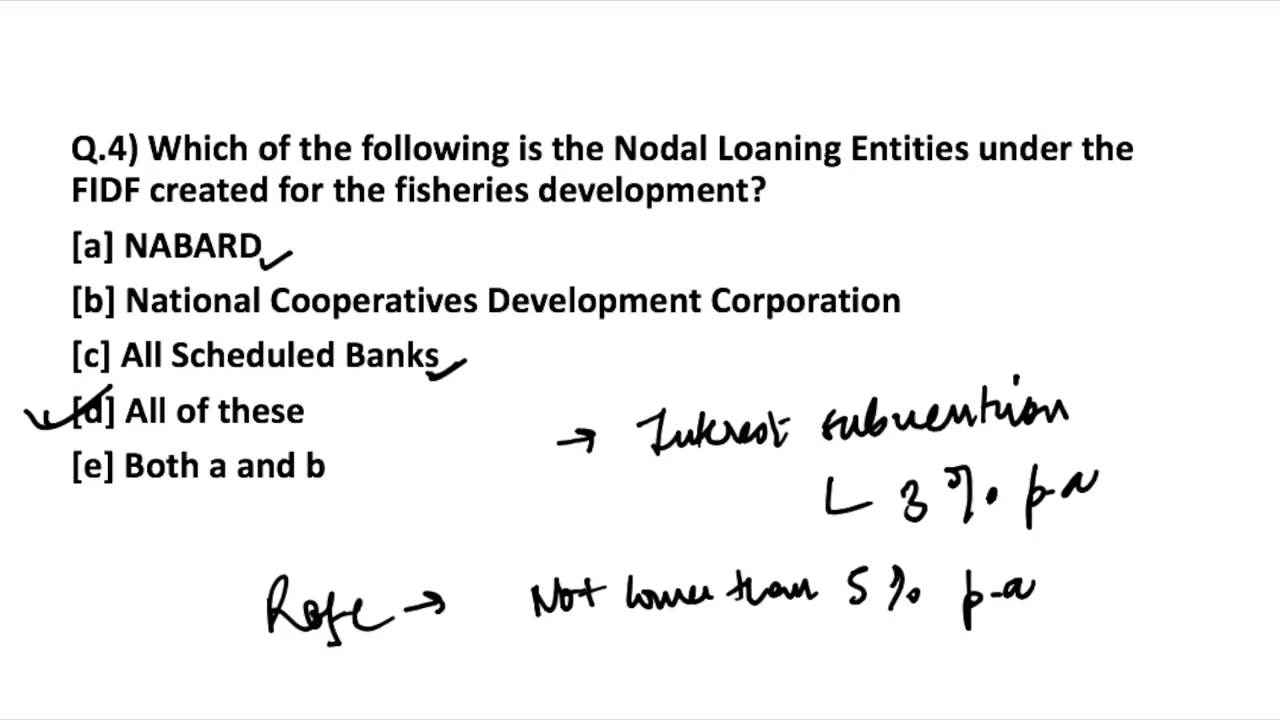 Q.4) Which of the following is the Nodal Loaning Entities under the
FIDF created for the fisheries development?
[a] NABARD
[b] National Cooperatives Development Corporation
[c] All Scheduled Banks
[d] All of these
[e] Both a and b
→ Interest subvention
3 % p.a
→ Not lower than 5 % p.a